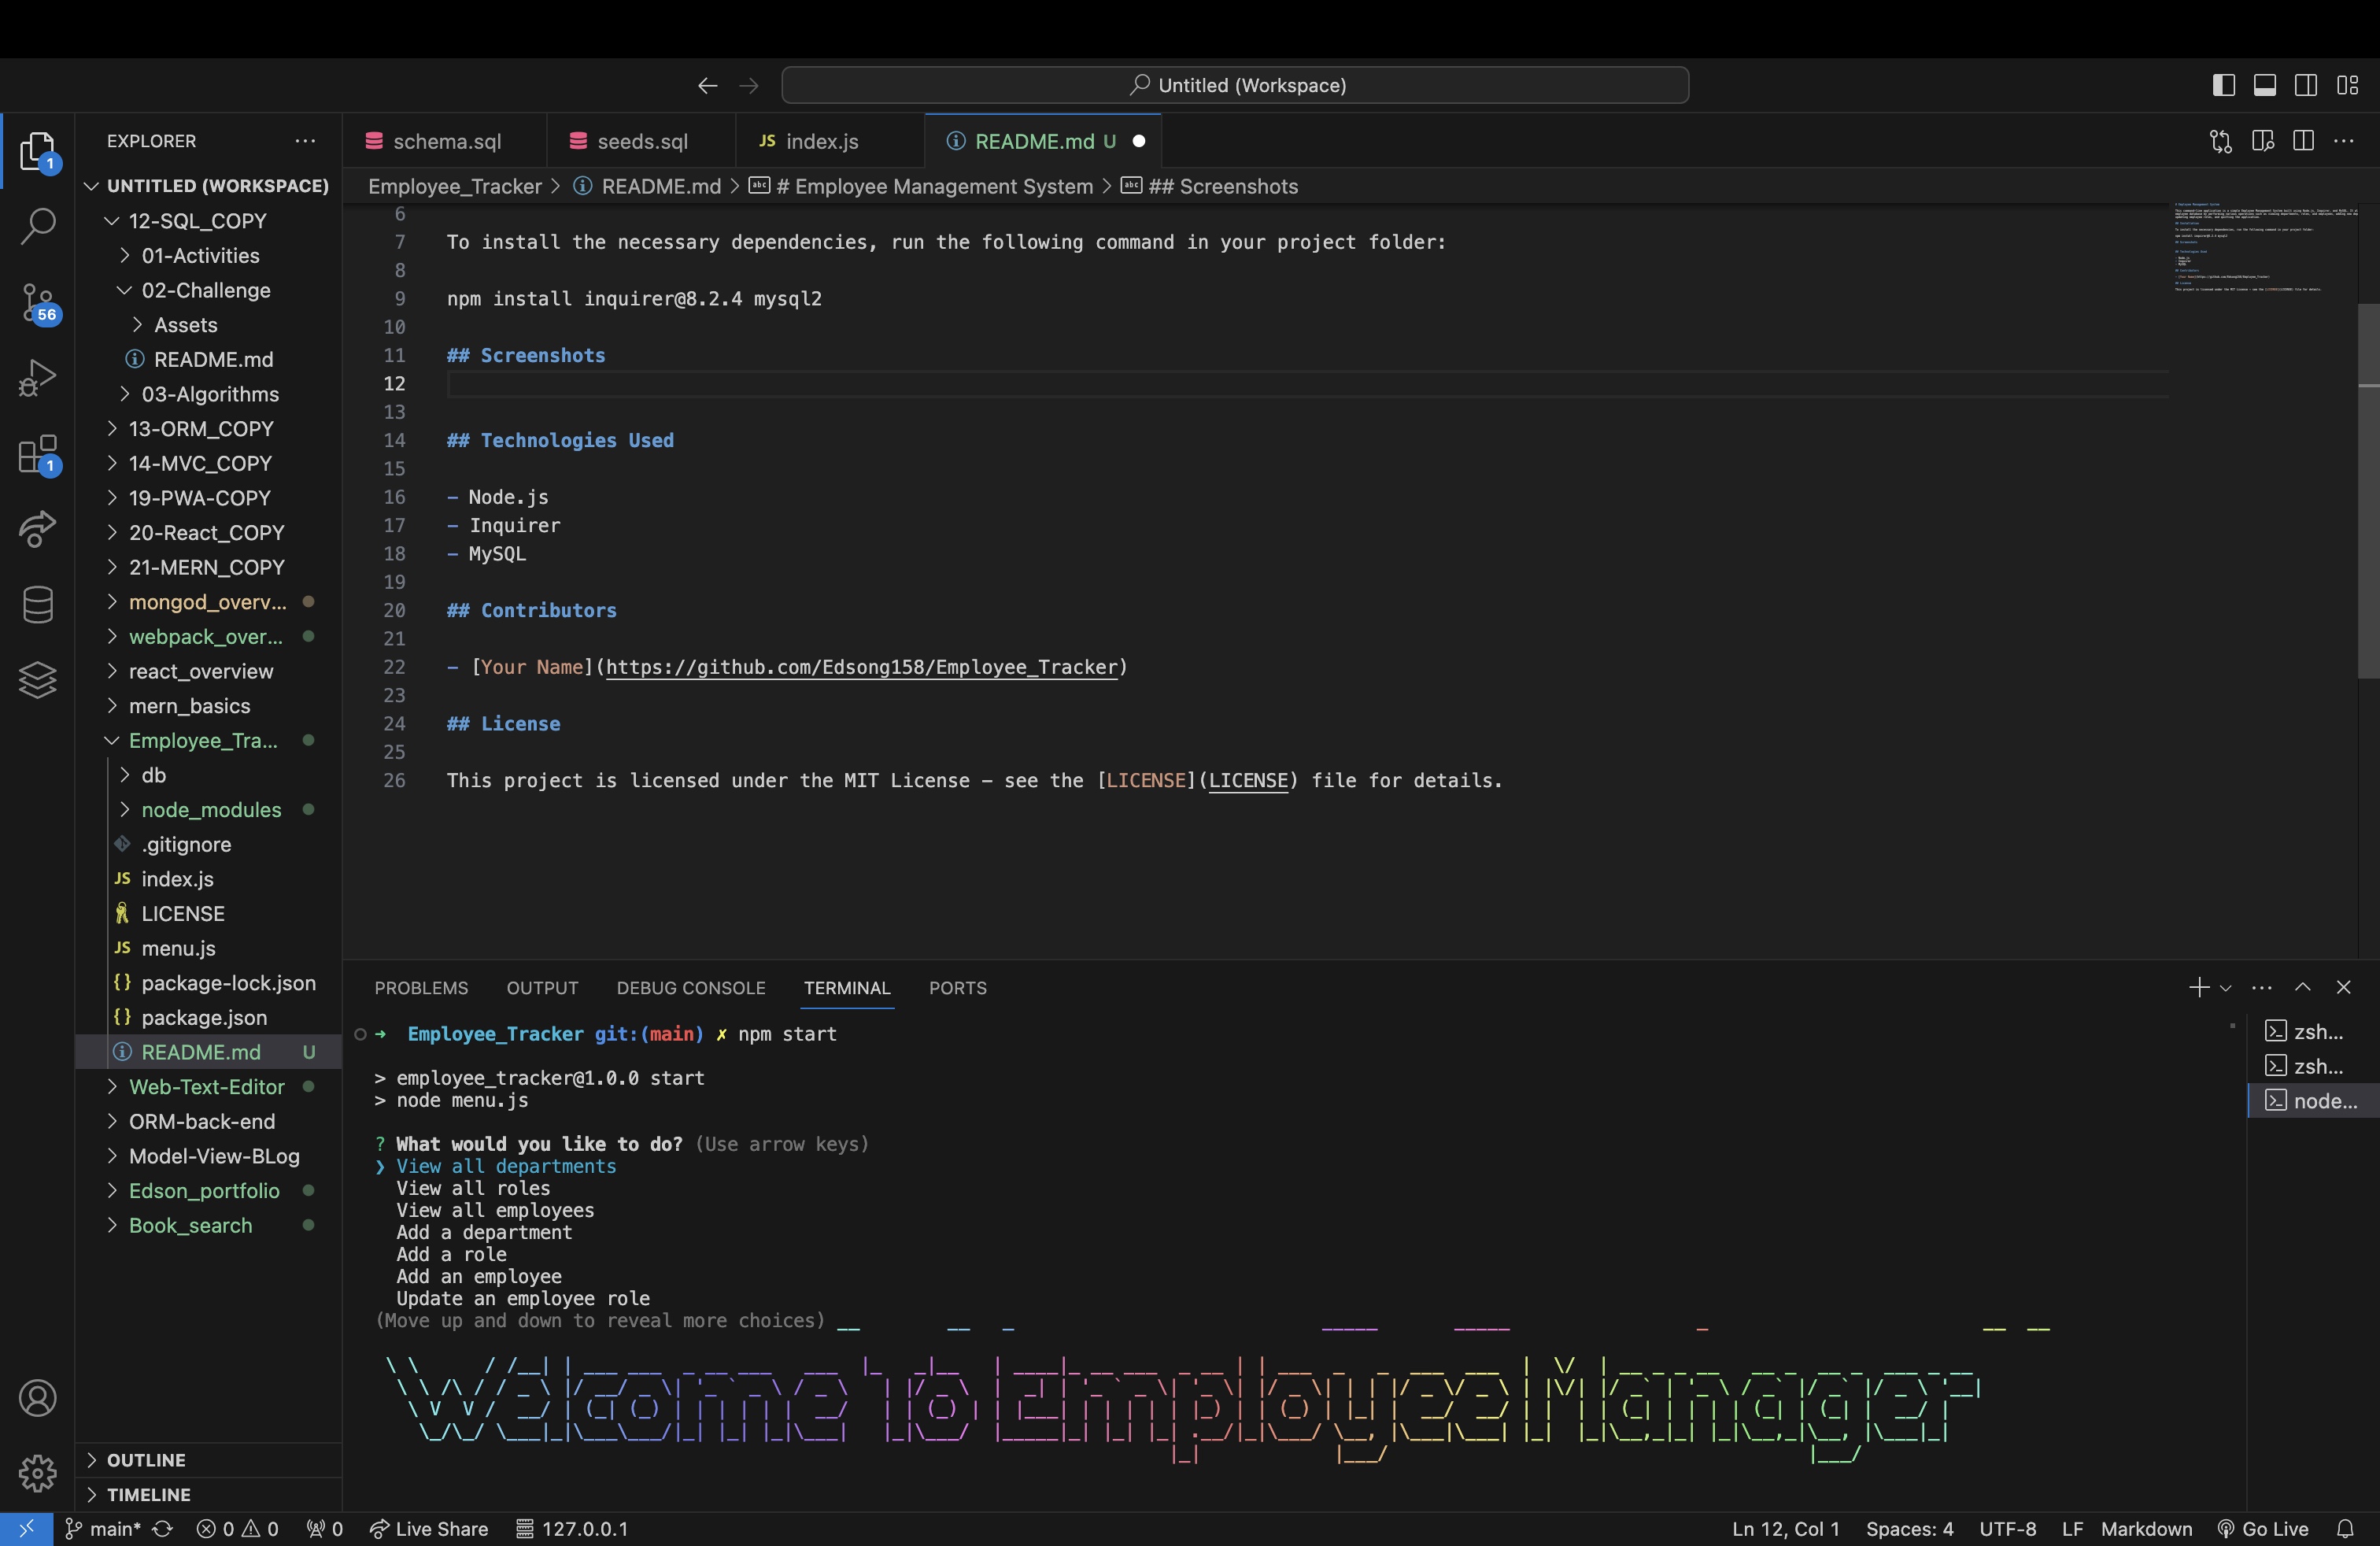 Untitled (Workspace)
EXPLORER
schema.sql
seeds.sql
JS index.js
README.md U
Employee_Tracker > README.md > # Employee Management System > ## Screenshots
1
56
1
UNTITLED (WORKSPACE)
12-SQL_COPY
01-Activities
02-Challenge
Assets
README.md
03-Algorithms
13-ORM_COPY
14-MVC_COPY
19-PWA-COPY
20-React_COPY
21-MERN_COPY
mongod_overv...
webpack_over...
react_overview
mern_basics
Employee_Tra...
db
node_modules
.gitignore
JS index.js
LICENSE
JS menu.js
{} package-lock.json
{} package.json
README.md U
Web-Text-Editor
ORM-back-end
Model-View-BLog
Edson_portfolio
Book_search
OUTLINE
TIMELINE
6
7 To install the necessary dependencies, run the following command in your project folder:
8
9 npm install inquirer@8.2.4 mysql2
10
11 ## Screenshots
12
13
14 ## Technologies Used
15
16 - Node.js
17 - Inquirer
18 - MySQL
19
20 ## Contributors
21
22 - [Your Name](https://github.com/Edsong158/Employee_Tracker)
23
24 ## License
25
26 This project is licensed under the MIT License – see the [LICENSE](LICENSE) file for details.
PROBLEMS OUTPUT DEBUG CONSOLE TERMINAL PORTS
→ Employee_Tracker git:(main) ✗ npm start
> employee_tracker@1.0.0 start
> node menu.js
? What would you like to do? (Use arrow keys)
❯ View all departments
View all roles
View all employees
Add a department
Add a role
Add an employee
Update an employee role
(Move up and down to reveal more choices)
Welcome To EmployeeManager
zsh...
zsh...
node...
main* 0 0 0 Live Share 127.0.0.1 Ln 12, Col 1 Spaces: 4 UTF-8 LF Markdown Go Live